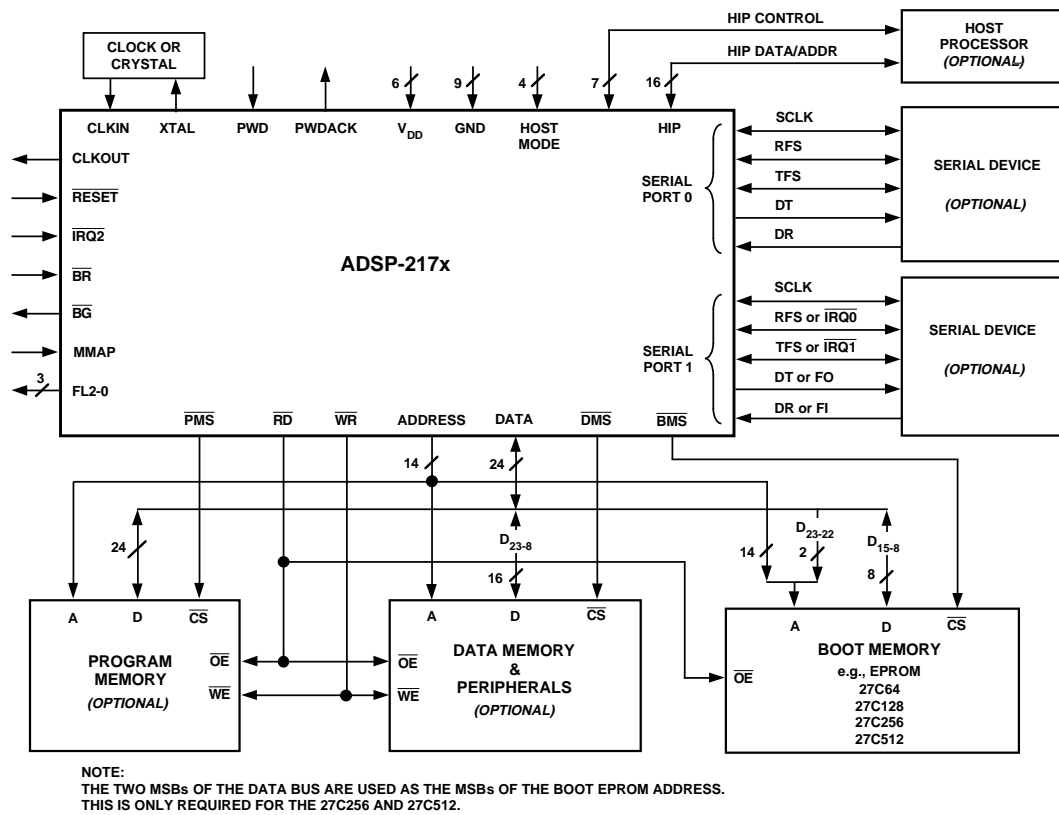 HIP CONTROL
HOST
PROCESSOR
(OPTIONAL)
CLOCK OR
CRYSTAL
HIP DATA/ADDR
6
9
4
7
16
CLKIN
XTAL
PWD
PWDACK
VDD
GND
HOST
MODE
HIP
CLKOUT
RESET
IRQ2
BR
BG
MMAP
3
FL2-0
ADSP-217x
SERIAL
PORT 0
SCLK
RFS
TFS
DT
DR
SERIAL DEVICE
(OPTIONAL)
SERIAL
PORT 1
SCLK
RFS or IRQ0
TFS or IRQ1
DT or FO
DR or FI
SERIAL DEVICE
(OPTIONAL)
PMS
RD
WR
ADDRESS
DATA
DMS
BMS
14
24
24
D23-8
16
14
D23-22
2
D15-8
8
A
D
CS
PROGRAM
MEMORY
(OPTIONAL)
OE
WE
A
D
CS
OE
WE
DATA MEMORY
&
PERIPHERALS
(OPTIONAL)
A
D
CS
OE
BOOT MEMORY
e.g., EPROM
27C64
27C128
27C256
27C512
NOTE:
THE TWO MSBs OF THE DATA BUS ARE USED AS THE MSBs OF THE BOOT EPROM ADDRESS.
THIS IS ONLY REQUIRED FOR THE 27C256 AND 27C512.